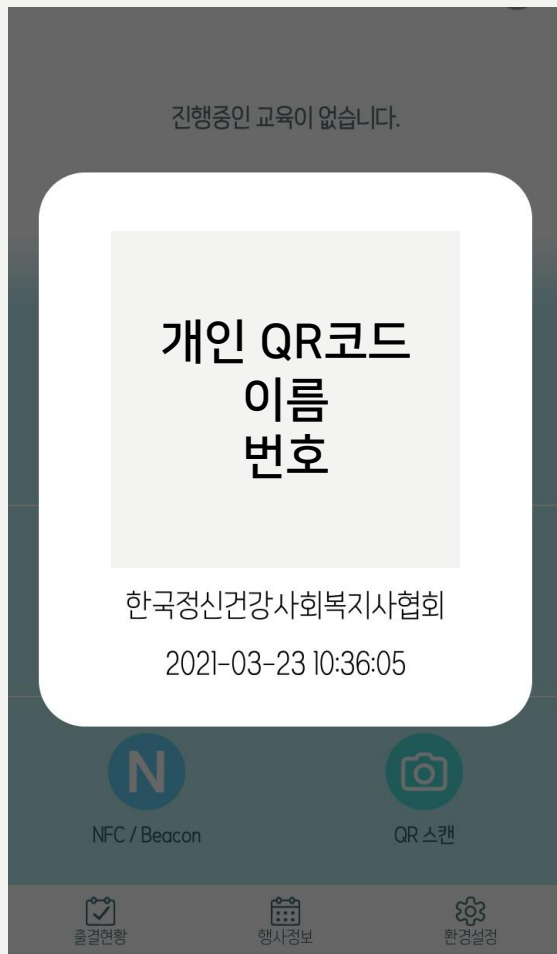 진행중인 교육이 없습니다.
개인 QR코드
이름
번호
한국정신건강사회복지사협회
2021-03-23 10:36:05
N
NFC / Beacon
QR 스캔
출결현황
행사정보
환경설정